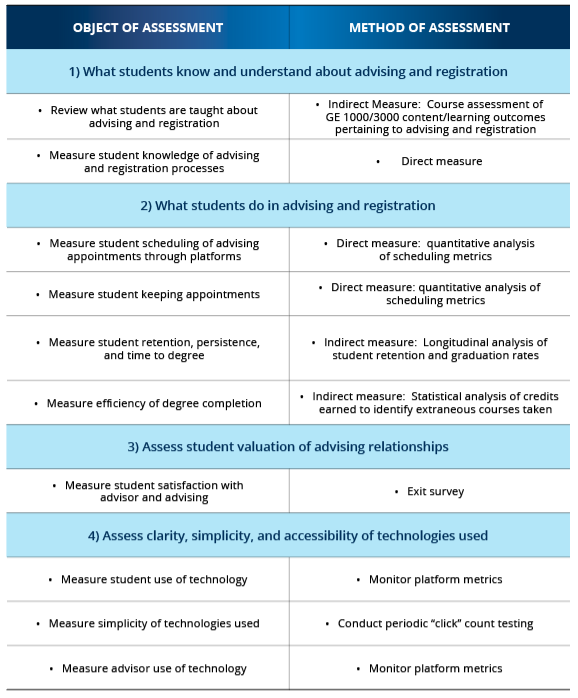 OBJECT OF ASSESSMENT
METHOD OF ASSESSMENT
1) What students know and understand about advising and registration
• Review what students are taught about
advising and registration
• Indirect Measure: Course assessment of
GE 1000/3000 content/learning outcomes
pertaining to advising and registration
• Measure student knowledge of advising
and registration processes
• Direct measure
2) What students do in advising and registration
• Measure student scheduling of advising
appointments through platforms
• Direct measure: quantitative analysis
of scheduling metrics
• Measure student keeping appointments
• Direct measure: quantitative analysis of
scheduling metrics
• Measure student retention, persistence,
and time to degree
• Indirect measure: Longitudinal analysis of
student retention and graduation rates
• Measure efficiency of degree completion
• Indirect measure: Statistical analysis of credits
earned to identify extraneous courses taken
3) Assess student valuation of advising relationships
• Measure student satisfaction with
advisor and advising
• Exit survey
4) Assess clarity, simplicity, and accessibility of technologies used
• Measure student use of technology
• Monitor platform metrics
• Measure simplicity of technologies used
• Conduct periodic “click” count testing
• Measure advisor use of technology
• Monitor platform metrics